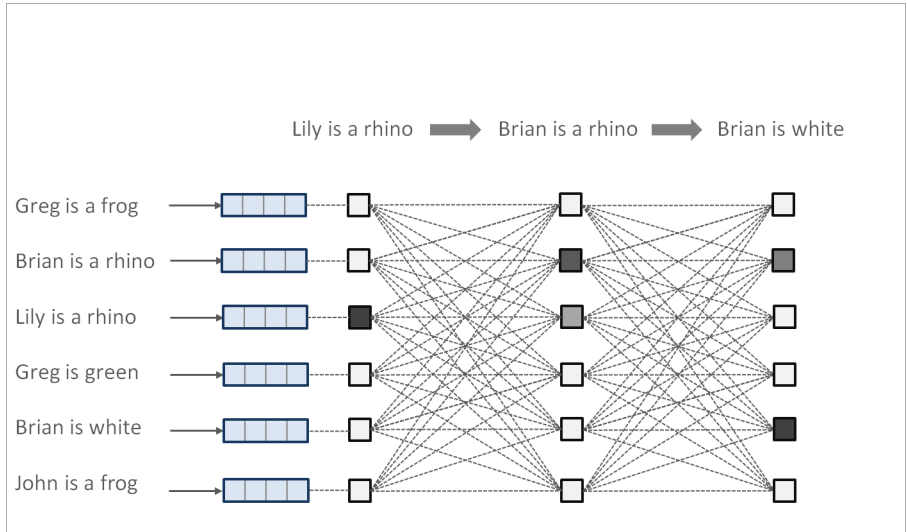 Lily is a rhino Brian is a rhino Brian is white
Greg is a frog
Brian is a rhino
Lily is a rhino
Greg is green
Brian is white
John is a frog